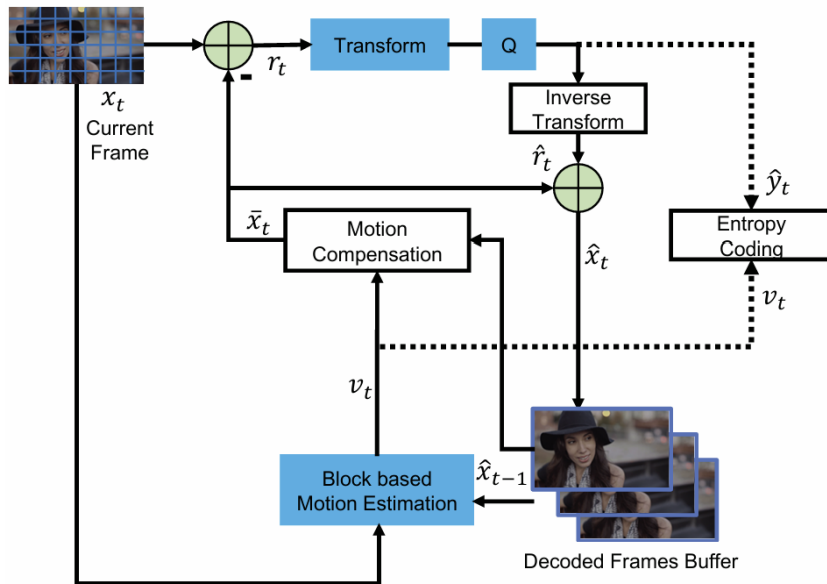 r_t
Transform
Q
x_t
Current
Frame
-
Inverse
Transform
r̂_t
ŷ_t
x̄_t
Motion
Compensation
x̂_t
Entropy
Coding
v_t
v_t
x̂_{t-1}
Block based
Motion Estimation
Decoded Frames Buffer